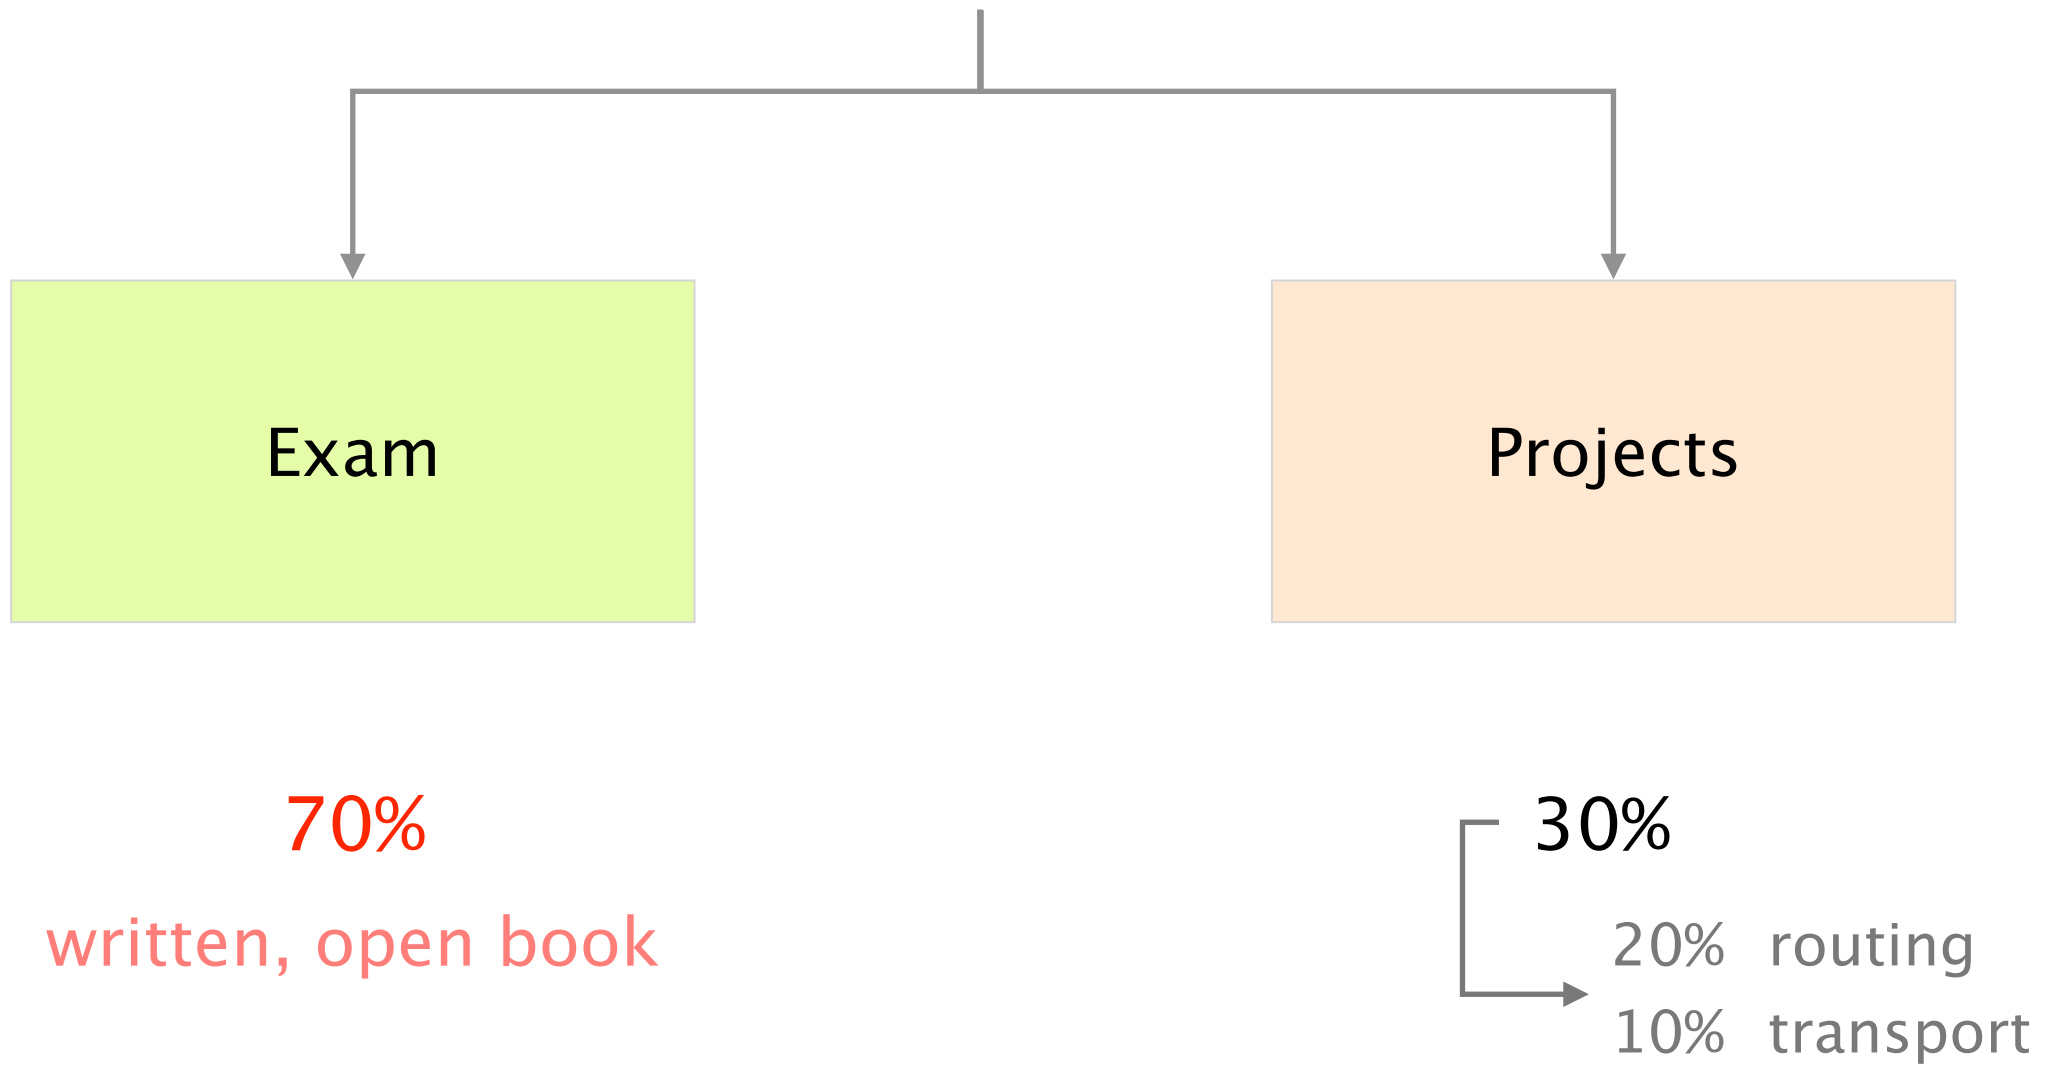 Exam
Projects
70%
written, open book
30%
20% routing
10% transport